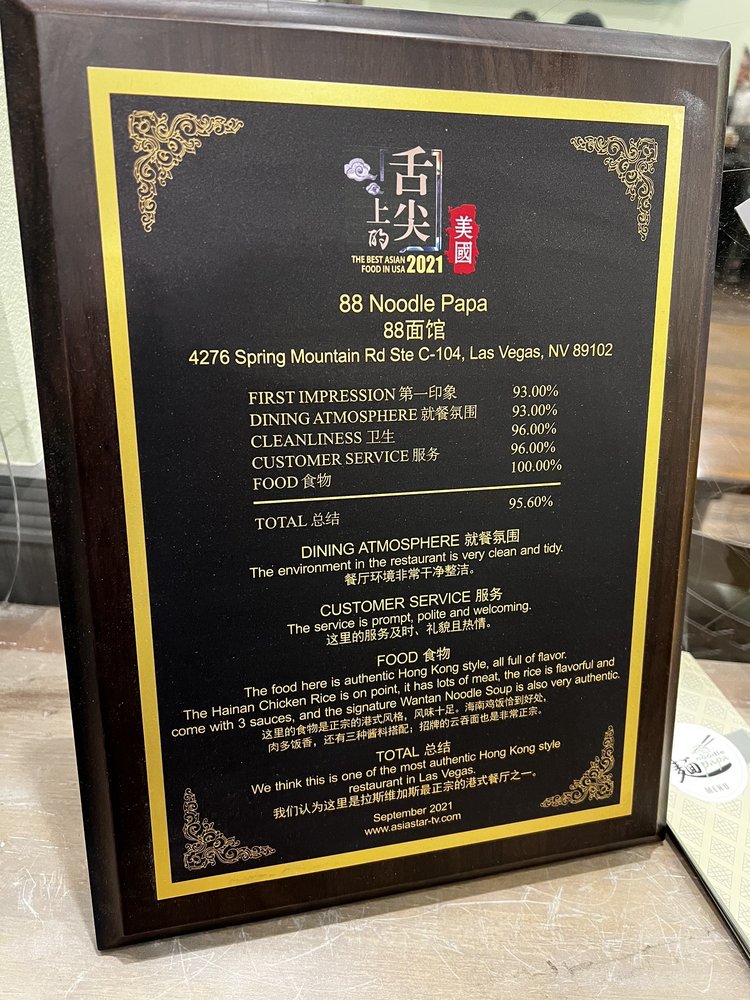 舌尖
上的
美國
THE BEST ASIAN
FOOD IN USA 2021
88 Noodle Papa
88面馆
4276 Spring Mountain Rd Ste C-104, Las Vegas, NV 89102
FIRST IMPRESSION 第一印象 93.00%
DINING ATMOSPHERE 就餐氛围 93.00%
CLEANLINESS 卫生 96.00%
CUSTOMER SERVICE 服务 96.00%
FOOD 食物 100.00%
TOTAL 总结 95.60%
DINING ATMOSPHERE 就餐氛围
The environment in the restaurant is very clean and tidy.
餐厅环境非常干净整洁。
CUSTOMER SERVICE 服务
The service is prompt, polite and welcoming.
这里的服务及时、礼貌且热情。
FOOD 食物
The food here is authentic Hong Kong style, all full of flavor.
The Hainan Chicken Rice is on point, it has lots of meat, the rice is flavorful and
come with 3 sauces, and the signature Wantan Noodle Soup is also very authentic.
这里的食物是正宗的港式风格，风味十足。海南鸡饭恰到好处，
肉多饭香，还有三种酱料搭配；招牌的云吞面也是非常正宗。
TOTAL 总结
We think this is one of the most authentic Hong Kong style
restaurant in Las Vegas.
我们认为这里是拉斯维加斯最正宗的港式餐厅之一。
September 2021
www.asiastar-tv.com
麵
noodle
PAPA
MENU